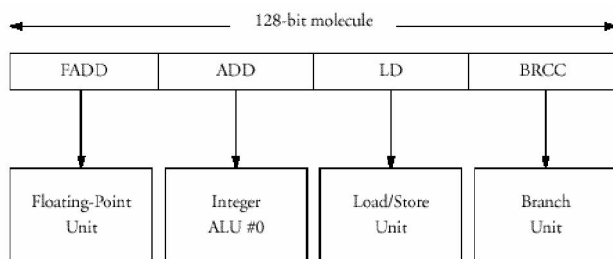 128-bit molecule
FADD ADD LD BRCC
Floating-Point Integer Load/Store Branch
Unit ALU #0 Unit Unit